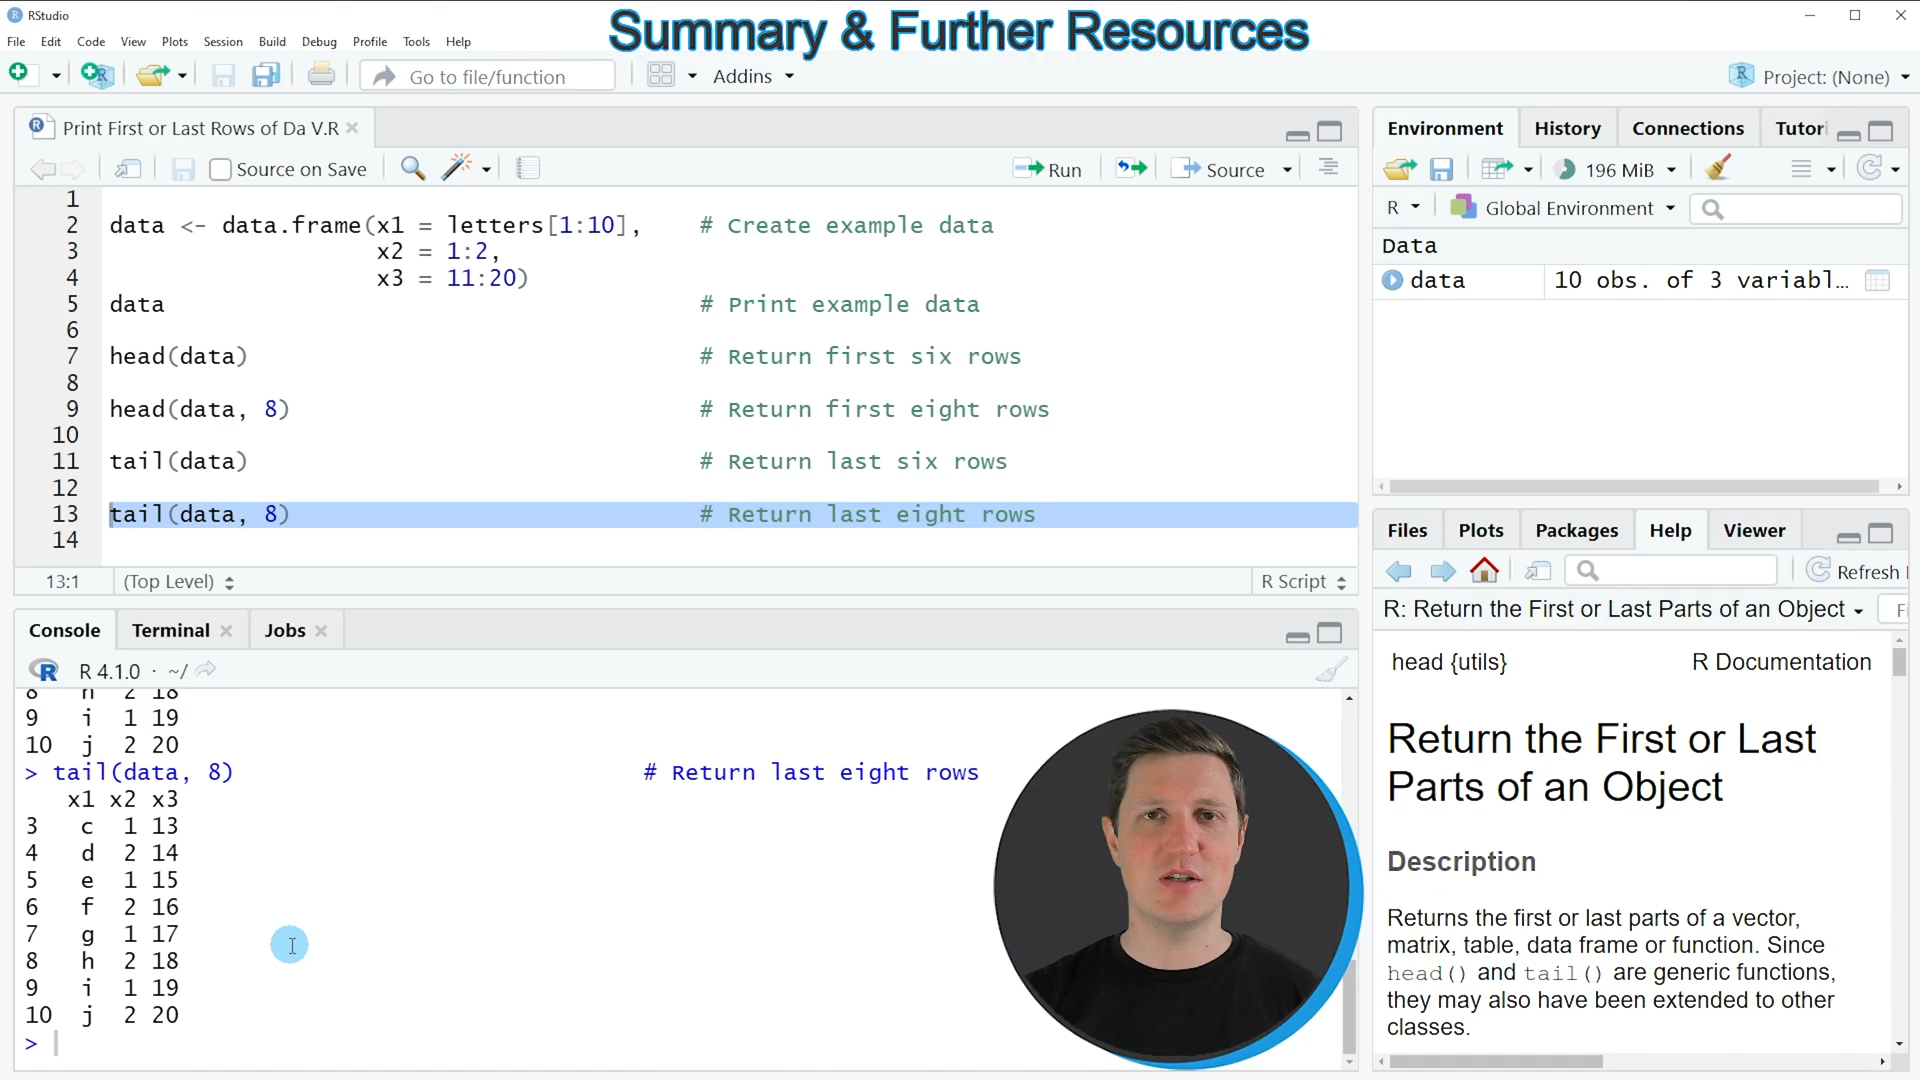 RStudio
Summary & Further Resources
File Edit Code View Plots Session Build Debug Profile Tools Help
Go to file/function Addins Project: (None)
Print First or Last Rows of Da V.R
Source on Save Run Source
1
2 data <- data.frame(x1 = letters[1:10], # Create example data
3 x2 = 1:2,
4 x3 = 11:20)
5 data # Print example data
6
7 head(data) # Return first six rows
8
9 head(data, 8) # Return first eight rows
10
11 tail(data) # Return last six rows
12
13 tail(data, 8) # Return last eight rows
14
13:1 (Top Level) R Script
Console Terminal Jobs
R 4.1.0 · ~/
8 h 2 18
9 i 1 19
10 j 2 20
> tail(data, 8) # Return last eight rows
x1 x2 x3
3 c 1 13
4 d 2 14
5 e 1 15
6 f 2 16
7 g 1 17
8 h 2 18
9 i 1 19
10 j 2 20
>
Environment History Connections Tutori
196 MiB
R Global Environment
Data
data 10 obs. of 3 variabl…
Files Plots Packages Help Viewer
Refresh
R: Return the First or Last Parts of an Object
head {utils} R Documentation
Return the First or Last
Parts of an Object
Description
Returns the first or last parts of a vector,
matrix, table, data frame or function. Since
head() and tail() are generic functions,
they may also have been extended to other
classes.